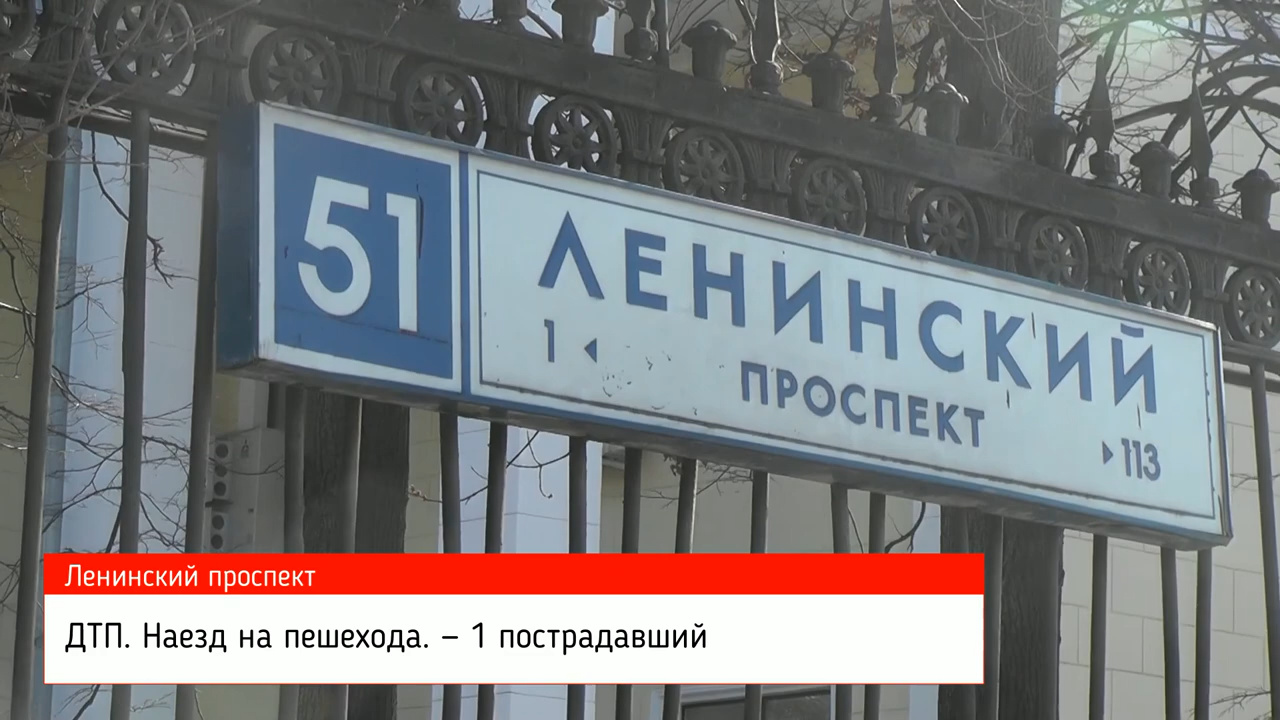 51
ЛЕНИНСКИЙ
ПРОСПЕКТ
1 ◂
▸ 113
Ленинский проспект
ДТП. Наезд на пешехода. – 1 пострадавший